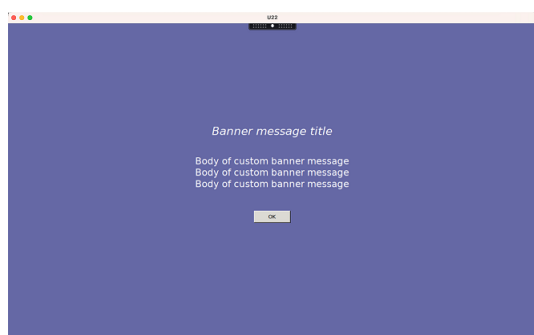 U22
Banner message title
Body of custom banner message
Body of custom banner message
Body of custom banner message
OK